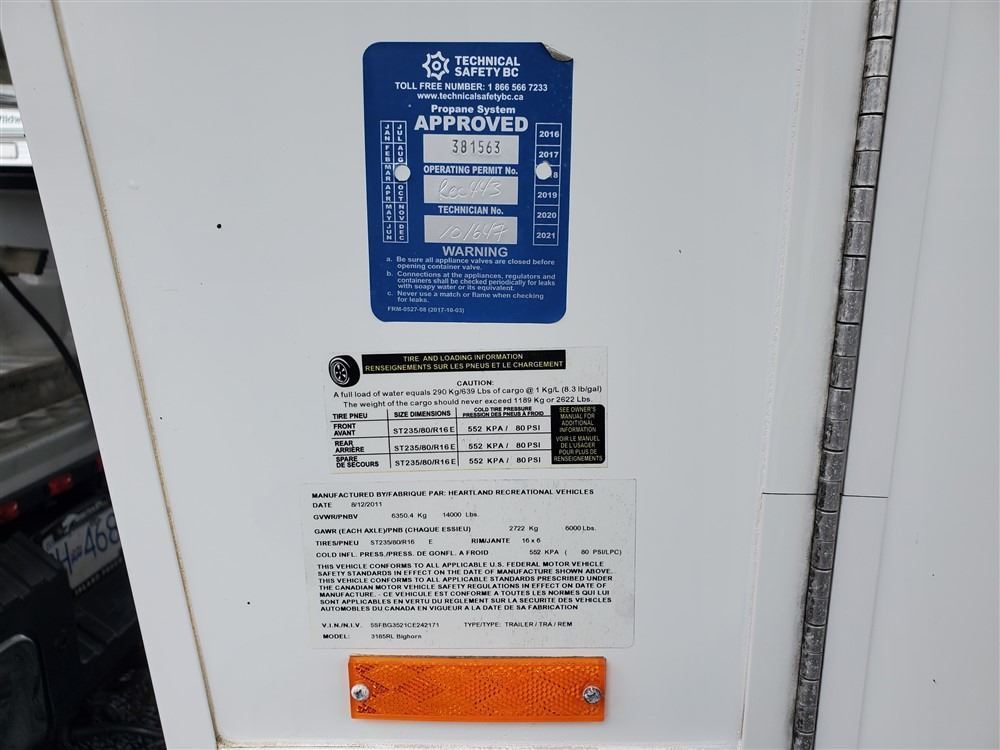 TECHNICAL
SAFETY BC
TOLL FREE NUMBER: 1 866 566 7233
www.technicalsafetybc.ca
Propane System
APPROVED
JAN FEB MAR APR MAY JUN
JUL AUG OCT NOV DEC
381563
OPERATING PERMIT No.
Rec443
TECHNICIAN No.
101647
2016
2017
8
2019
2020
2021
WARNING
a. Be sure all appliance valves are closed before
opening container valve.
b. Connections at the appliances, regulators and
containers shall be checked periodically for leaks
with soapy water or its equivalent.
c. Never use a match or flame when checking
for leaks.
FRM-0527-08 (2017-10-03)
TIRE AND LOADING INFORMATION
RENSEIGNEMENTS SUR LES PNEUS ET LE CHARGEMENT
CAUTION:
A full load of water equals 290 Kg/639 Lbs of cargo @ 1 Kg/L (8.3 lb/gal)
The weight of the cargo should never exceed 1189 Kg or 2622 Lbs.
TIRE PNEU SIZE DIMENSIONS COLD TIRE PRESSURE
PRESSION DES PNEUS A FROID
FRONT
AVANT ST235/80/R16 E 552 KPA / 80 PSI
REAR
ARRIÈRE ST235/80/R16 E 552 KPA / 80 PSI
SPARE
DE SECOURS ST235/80/R16 E 552 KPA / 80 PSI
SEE OWNER'S
MANUAL FOR
ADDITIONAL
INFORMATION
VOIR LE MANUEL
DE L'USAGER
POUR PLUS DE
RENSEIGNEMENTS
MANUFACTURED BY/FABRIQUE PAR: HEARTLAND RECREATIONAL VEHICLES
DATE 8/12/2011
GVWR/PNBV 6350.4 Kg 14000 Lbs.
GAWR (EACH AXLE)/PNB (CHAQUE ESSIEU) 2722 Kg 6000 Lbs.
TIRES/PNEU ST235/80/R16 E RIM/JANTE 16 x 6
COLD INFL. PRESS./PRESS. DE GONFL. A FROID 552 KPA ( 80 PSI/LPC)
THIS VEHICLE CONFORMS TO ALL APPLICABLE U.S. FEDERAL MOTOR VEHICLE
SAFETY STANDARDS IN EFFECT ON THE DATE OF MANUFACTURE SHOWN ABOVE.
THIS VEHICLE CONFORMS TO ALL APPLICABLE STANDARDS PRESCRIBED UNDER
THE CANADIAN MOTOR VEHICLE SAFETY REGULATIONS IN EFFECT ON DATE OF
MANUFACTURE. - CE VEHICULE EST CONFORME A TOUTES LES NORMES QUI LUI
SONT APPLICABLES EN VERTU DU REGLEMENT SUR LA SECURITE DES VEHICLES
AUTOMOBILES DU CANADA EN VIGUEUR A LA DATE DE SA FABRICATION
V.I.N./N.I.V. 5SFBG3521CE242171 TYPE/TYPE: TRAILER / TRA / REM
MODEL: 3185RL Bighorn
468